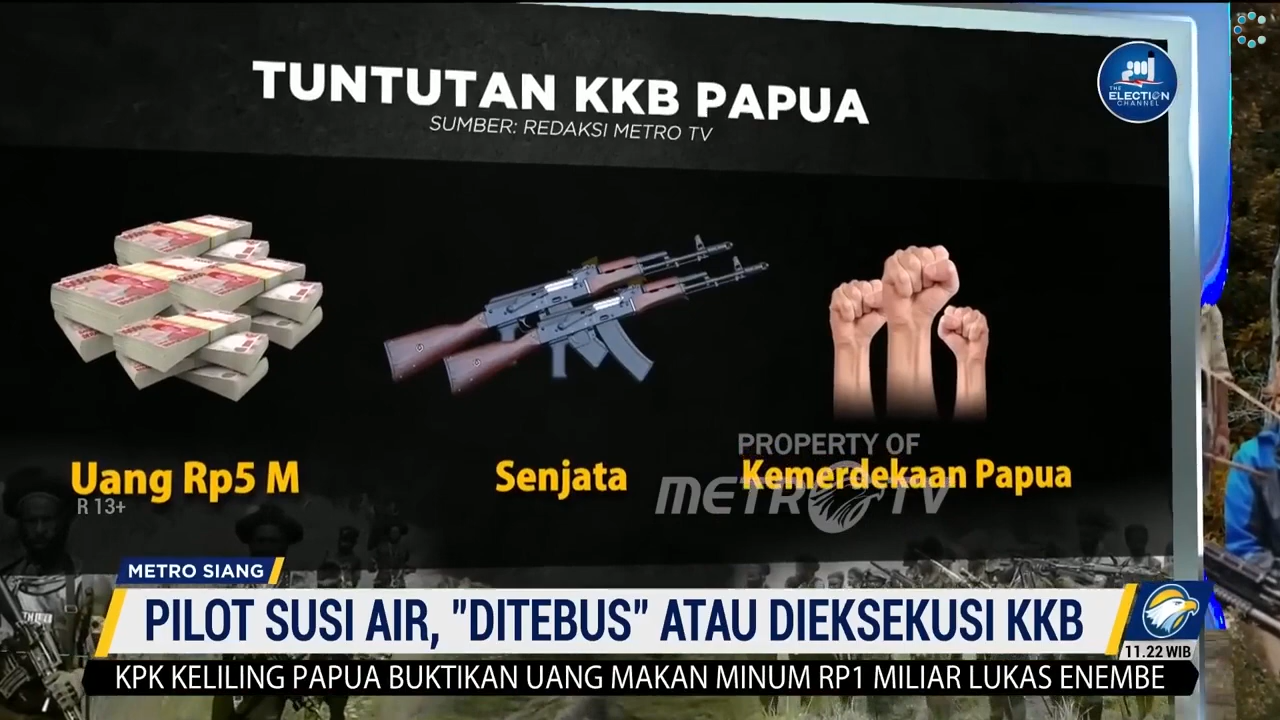 TUNTUTAN KKB PAPUA
SUMBER: REDAKSI METRO TV
THE
ELECTION
CHANNEL
Uang Rp5 M
Senjata
Kemerdekaan Papua
PROPERTY OF
METRO TV
R 13+
METRO SIANG
PILOT SUSI AIR, "DITEBUS" ATAU DIEKSEKUSI KKB
11.22 WIB
KPK KELILING PAPUA BUKTIKAN UANG MAKAN MINUM RP1 MILIAR LUKAS ENEMBE